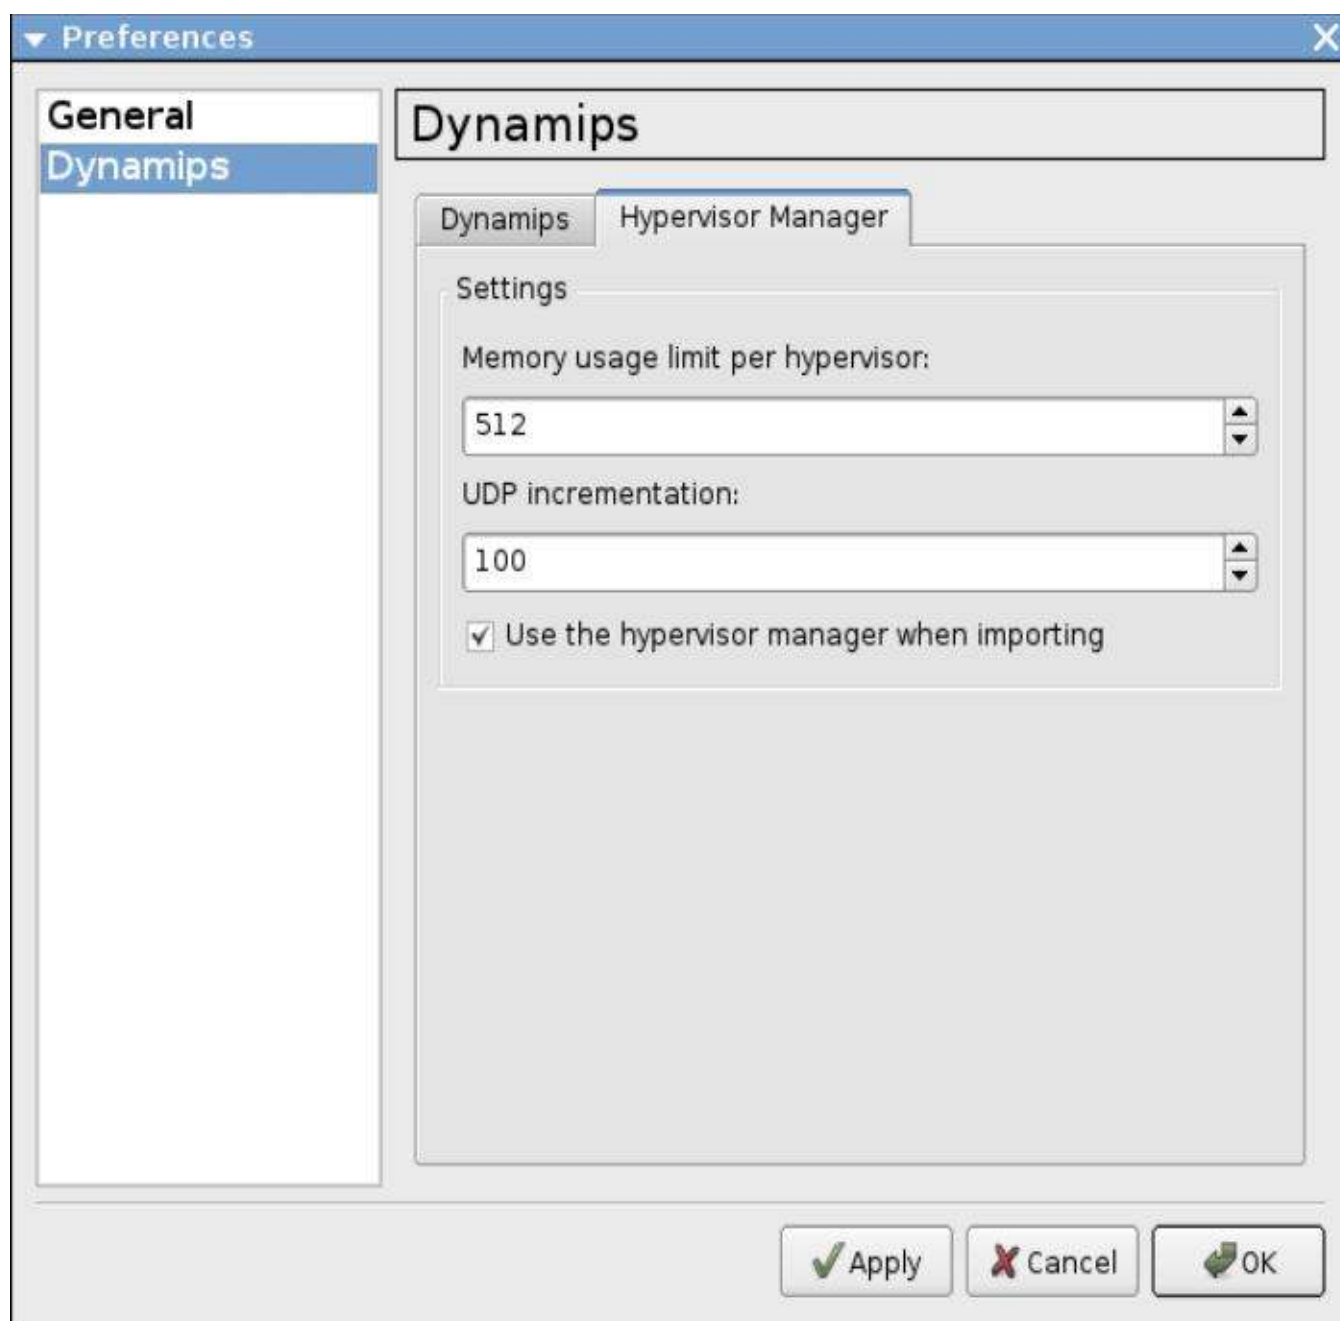 Preferences
General
Dynamips
Dynamips
Dynamips
Hypervisor Manager
Settings
Memory usage limit per hypervisor:
512
UDP incrementation:
100
Use the hypervisor manager when importing
Apply
Cancel
OK